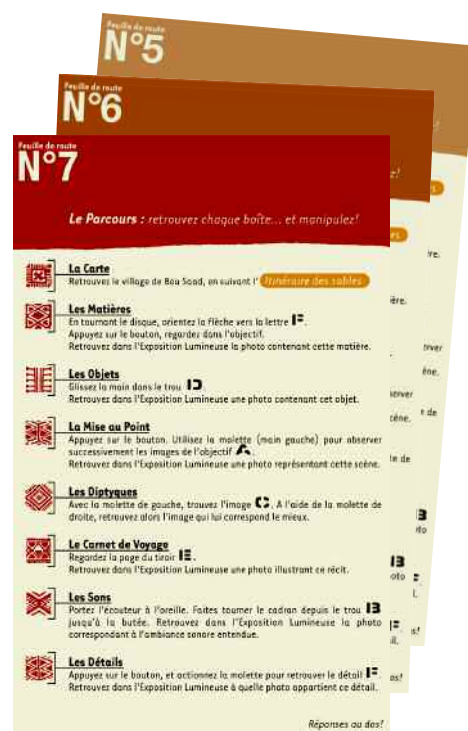 Feuille de route
N°5
Feuille de route
N°6
Feuille de route
N°7
Le Parcours : retrouvez chaque boîte... et manipulez!
La Carte
Retrouvez le village de Bou Saad, en suivant l' Itinéraire des sables
Les Matières
En tournant le disque, orientez la flèche vers la lettre F.
Appuyez sur le bouton, regardez dans l'objectif.
Retrouvez dans l'Exposition Lumineuse la photo contenant cette matière.
Les Objets
Glissez la main dans le trou D
Retrouvez dans l'Exposition Lumineuse une photo contenant cet objet.
La Mise au Point
Appuyez sur le bouton. Utilisez la molette (main gauche) pour observer
successivement les images de l'objectif A.
Retrouvez dans l'Exposition Lumineuse une photo représentant cette scène.
Les Diptyques
Avec la molette de gauche, trouvez l'image C. A l'aide de la molette de
droite, retrouvez alors l'image qui lui correspond le mieux.
Le Carnet de Voyage
Regardez la page du tiroir E.
Retrouvez dans l'Exposition Lumineuse une photo illustrant ce récit.
Les Sons
Portez l'écouteur à l'oreille. Faites tourner le cadran depuis le trou B
jusqu'à la butée. Retrouvez dans l'Exposition Lumineuse la photo
correspondant à l'ambiance sonore entendue.
Les Détails
Appuyez sur le bouton, et actionnez la molette pour retrouver le détail F.
Retrouvez dans l'Exposition Lumineuse à quelle photo appartient ce détail.
Réponses au dos!